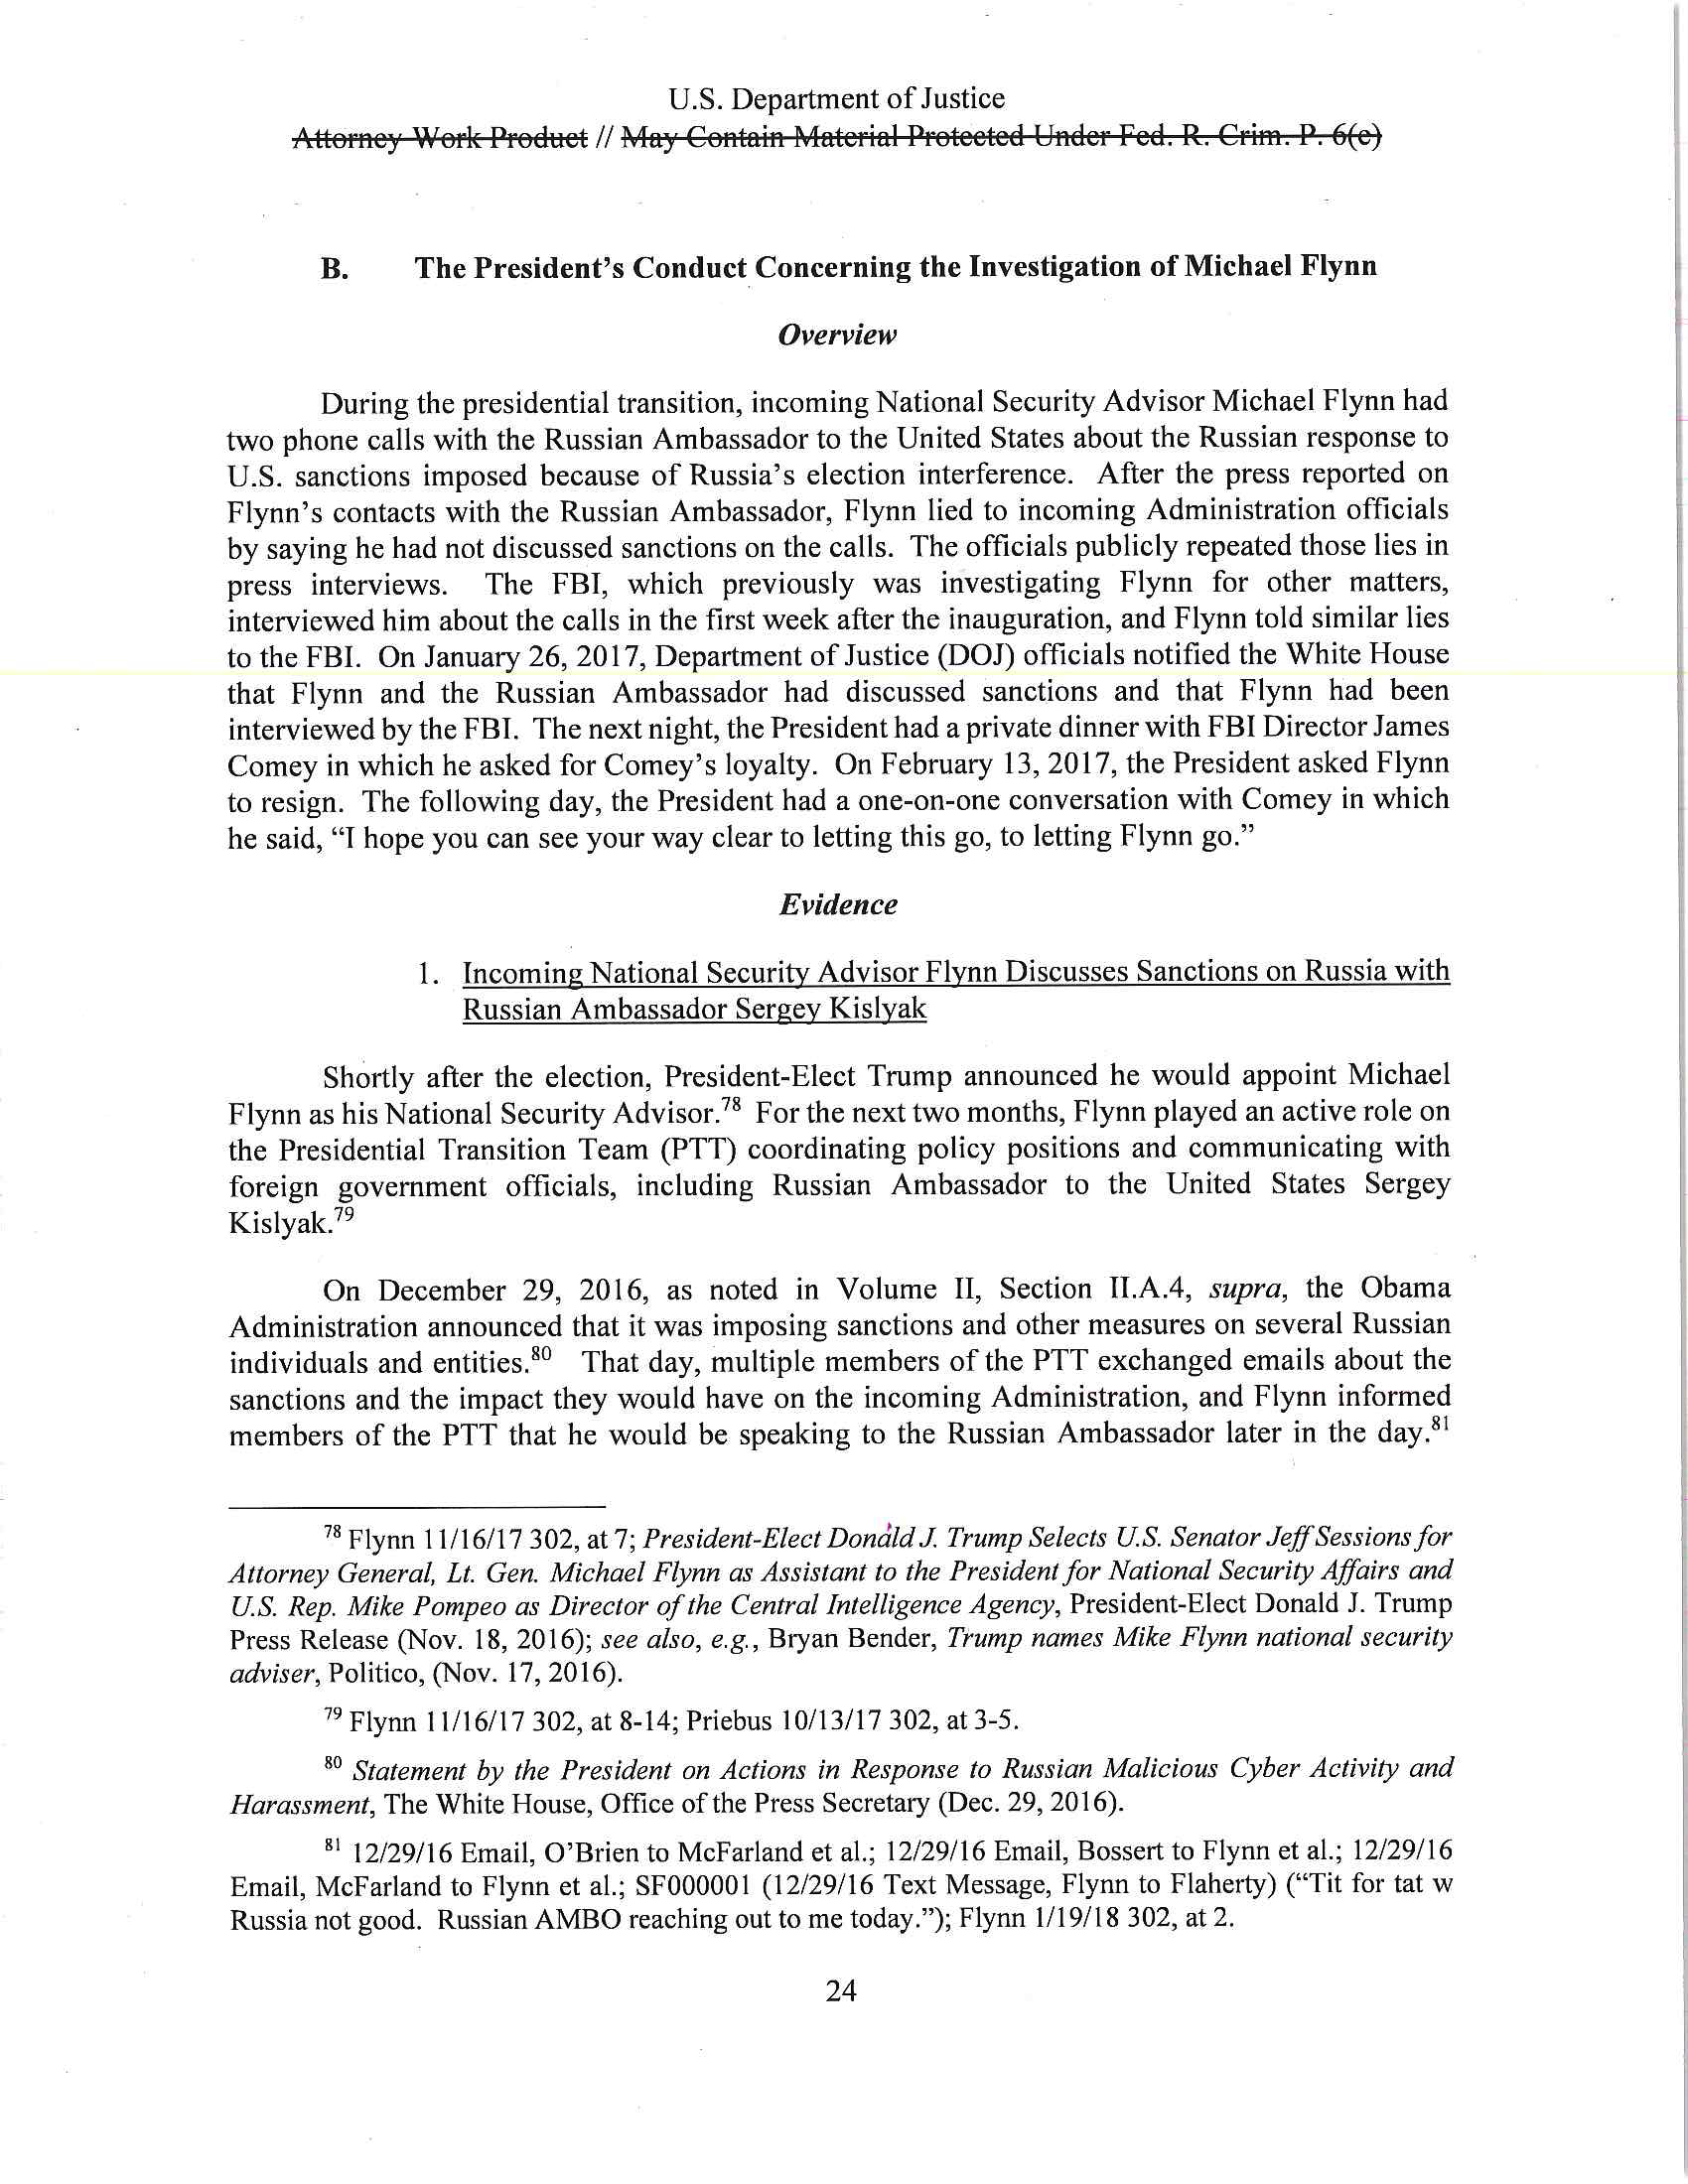 U.S. Department of Justice
Attorney Work Product // May Contain Material Protected Under Fed. R. Crim. P. 6(e)
B. The President's Conduct Concerning the Investigation of Michael Flynn
Overview
During the presidential transition, incoming National Security Advisor Michael Flynn had
two phone calls with the Russian Ambassador to the United States about the Russian response to
U.S. sanctions imposed because of Russia's election interference. After the press reported on
Flynn's contacts with the Russian Ambassador, Flynn lied to incoming Administration officials
by saying he had not discussed sanctions on the calls. The officials publicly repeated those lies in
press interviews. The FBI, which previously was investigating Flynn for other matters,
interviewed him about the calls in the first week after the inauguration, and Flynn told similar lies
to the FBI. On January 26, 2017, Department of Justice (DOJ) officials notified the White House
that Flynn and the Russian Ambassador had discussed sanctions and that Flynn had been
interviewed by the FBI. The next night, the President had a private dinner with FBI Director James
Comey in which he asked for Comey's loyalty. On February 13, 2017, the President asked Flynn
to resign. The following day, the President had a one-on-one conversation with Comey in which
he said, “I hope you can see your way clear to letting this go, to letting Flynn go.”
Evidence
1. Incoming National Security Advisor Flynn Discusses Sanctions on Russia with
Russian Ambassador Sergey Kislyak
Shortly after the election, President-Elect Trump announced he would appoint Michael
Flynn as his National Security Advisor.78 For the next two months, Flynn played an active role on
the Presidential Transition Team (PTT) coordinating policy positions and communicating with
foreign government officials, including Russian Ambassador to the United States Sergey
Kislyak.79
On December 29, 2016, as noted in Volume II, Section II.A.4, supra, the Obama
Administration announced that it was imposing sanctions and other measures on several Russian
individuals and entities.80 That day, multiple members of the PTT exchanged emails about the
sanctions and the impact they would have on the incoming Administration, and Flynn informed
members of the PTT that he would be speaking to the Russian Ambassador later in the day.81
78 Flynn 11/16/17 302, at 7; President-Elect Donald J. Trump Selects U.S. Senator Jeff Sessions for
Attorney General, Lt. Gen. Michael Flynn as Assistant to the President for National Security Affairs and
U.S. Rep. Mike Pompeo as Director of the Central Intelligence Agency, President-Elect Donald J. Trump
Press Release (Nov. 18, 2016); see also, e.g., Bryan Bender, Trump names Mike Flynn national security
adviser, Politico, (Nov. 17, 2016).
79 Flynn 11/16/17 302, at 8-14; Priebus 10/13/17 302, at 3-5.
80 Statement by the President on Actions in Response to Russian Malicious Cyber Activity and
Harassment, The White House, Office of the Press Secretary (Dec. 29, 2016).
81 12/29/16 Email, O'Brien to McFarland et al.; 12/29/16 Email, Bossert to Flynn et al.; 12/29/16
Email, McFarland to Flynn et al.; SF000001 (12/29/16 Text Message, Flynn to Flaherty) (“Tit for tat w
Russia not good. Russian AMBO reaching out to me today.”); Flynn 1/19/18 302, at 2.
24